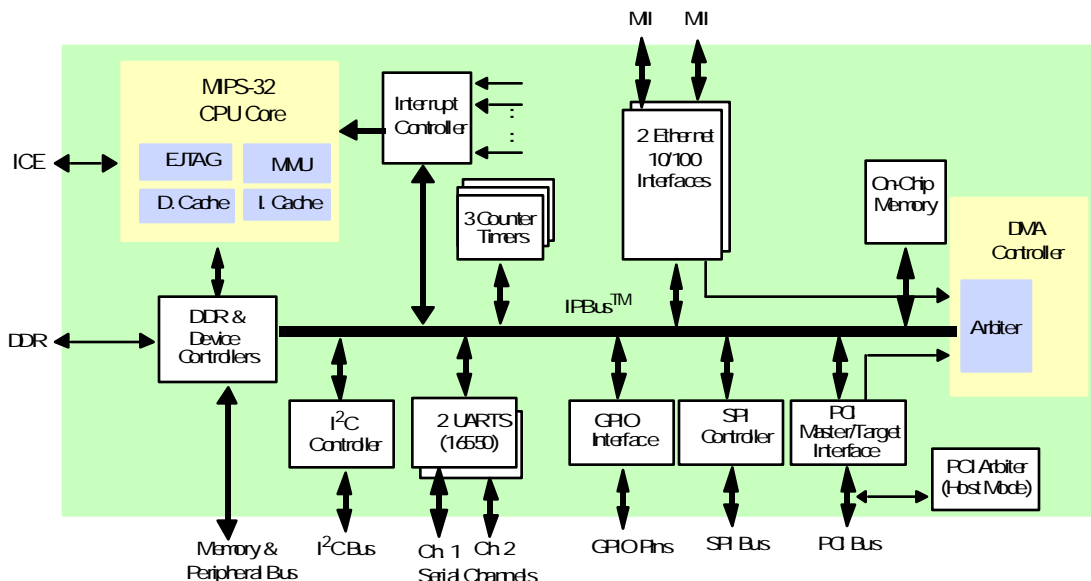 MII MII
MIPS-32
CPU Core
EJTAG
MMU
D. Cache
I. Cache
ICE
Interrupt
Controller
:
:
2 Ethernet
10/100
Interfaces
3 Counter
Timers
On-Chip
Memory
DMA
Controller
Arbiter
IPBus™
DDR
DDR &
Device
Controllers
I²C
Controller
2 UARTS
(16550)
GPIO
Interface
SPI
Controller
PCI
Master/Target
Interface
PCI Arbiter
(Host Mode)
Memory &
Peripheral Bus
I²C Bus
Ch. 1 Ch. 2
Serial Channels
GPIO Pins
SPI Bus
PCI Bus